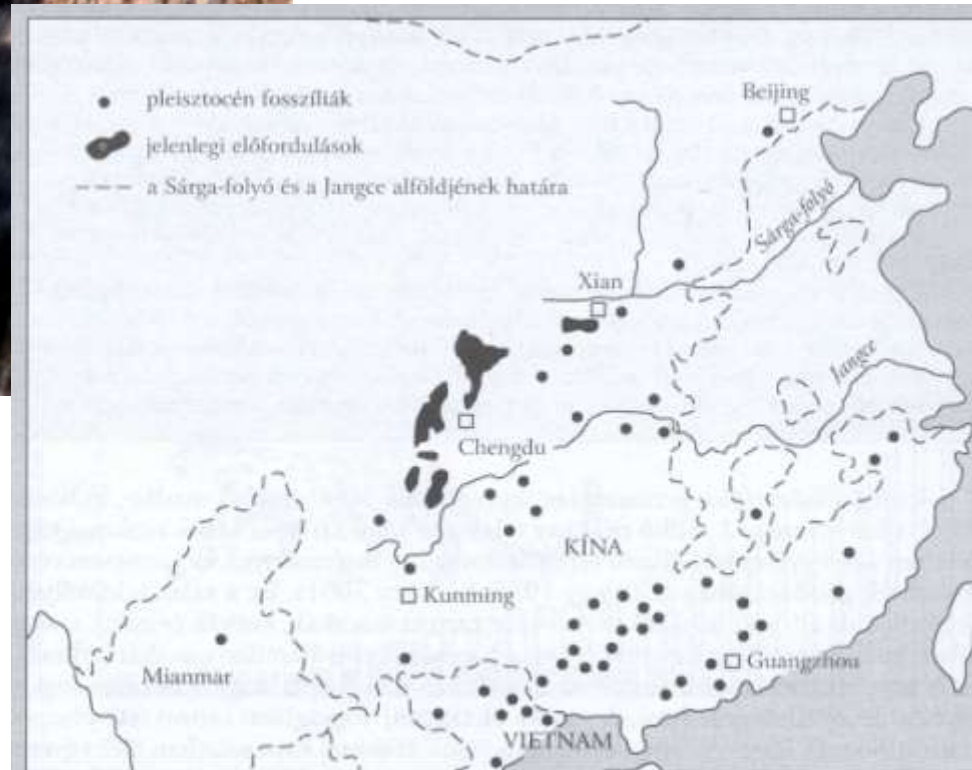 pleisztocén fosszíliák
jelenlegi előfordulások
a Sárga-folyó és a Jangce alföldjének határa
Beijing
Sárga-folyó
Xian
Jangce
Chengdu
KÍNA
Kunming
Guangzhou
Mianmar
VIETNAM